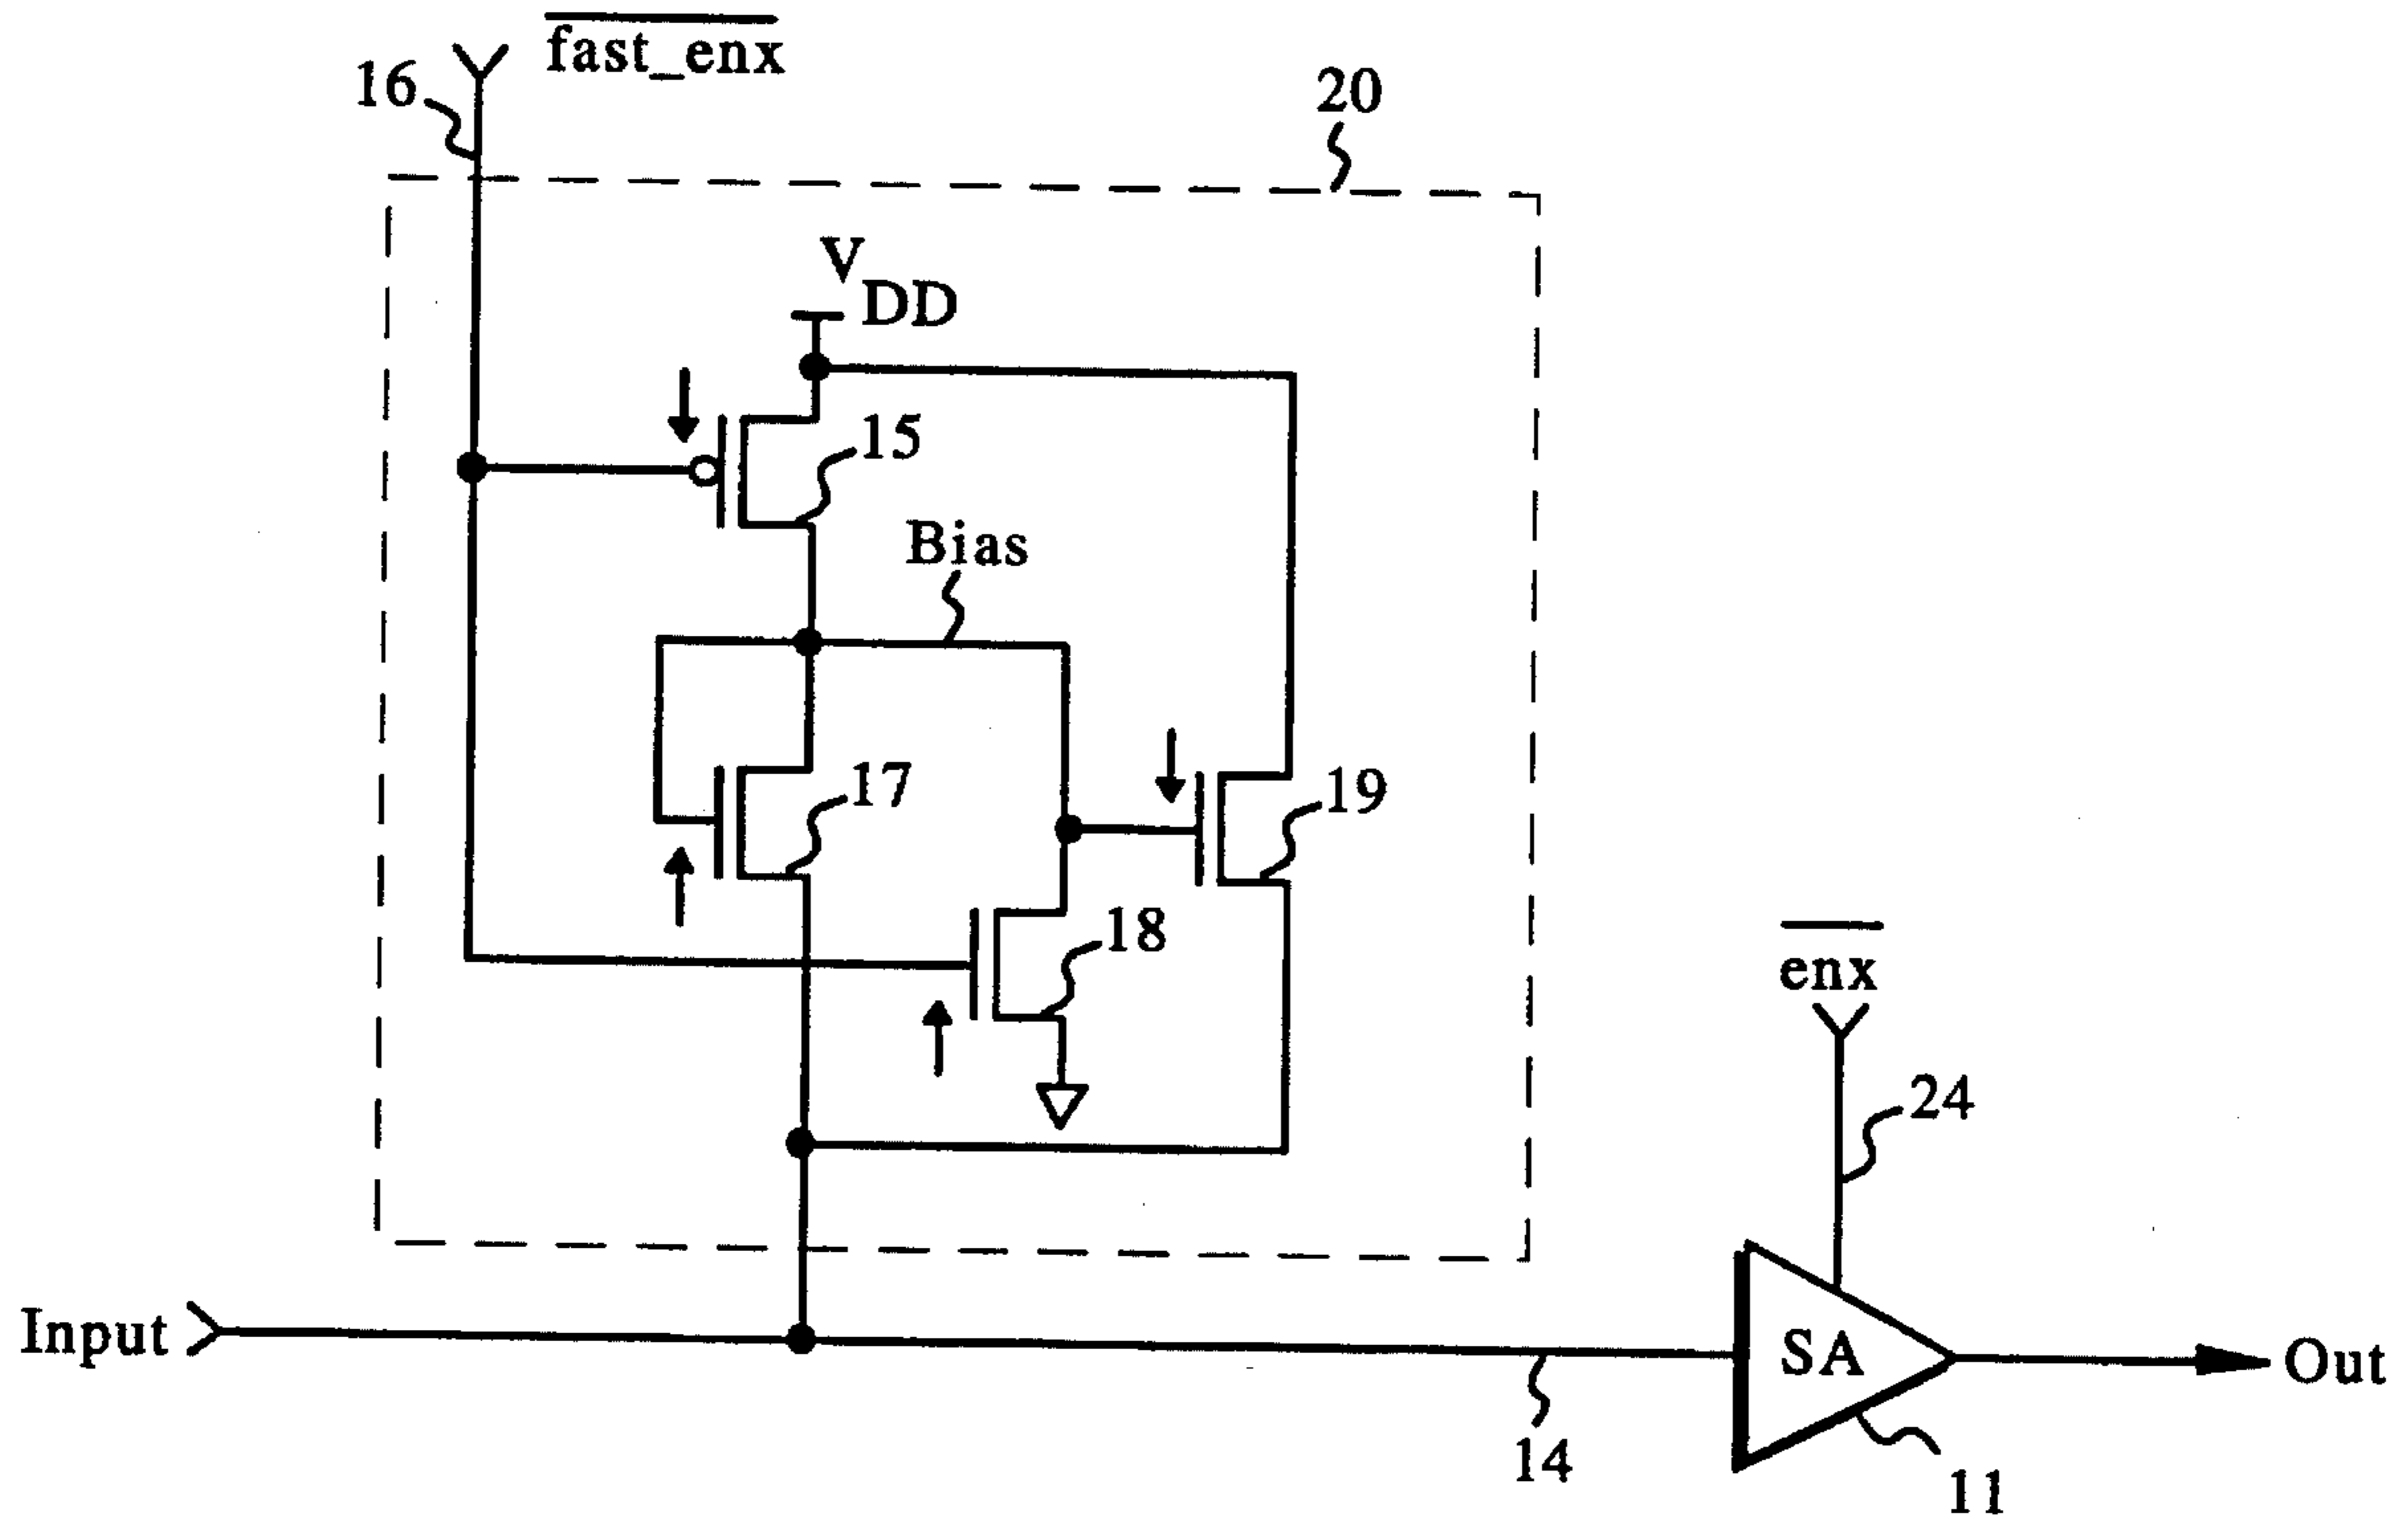 fast_enx
16
20
V
DD
15
Bias
17
19
18
enx
24
Input
SA
Out
14
11